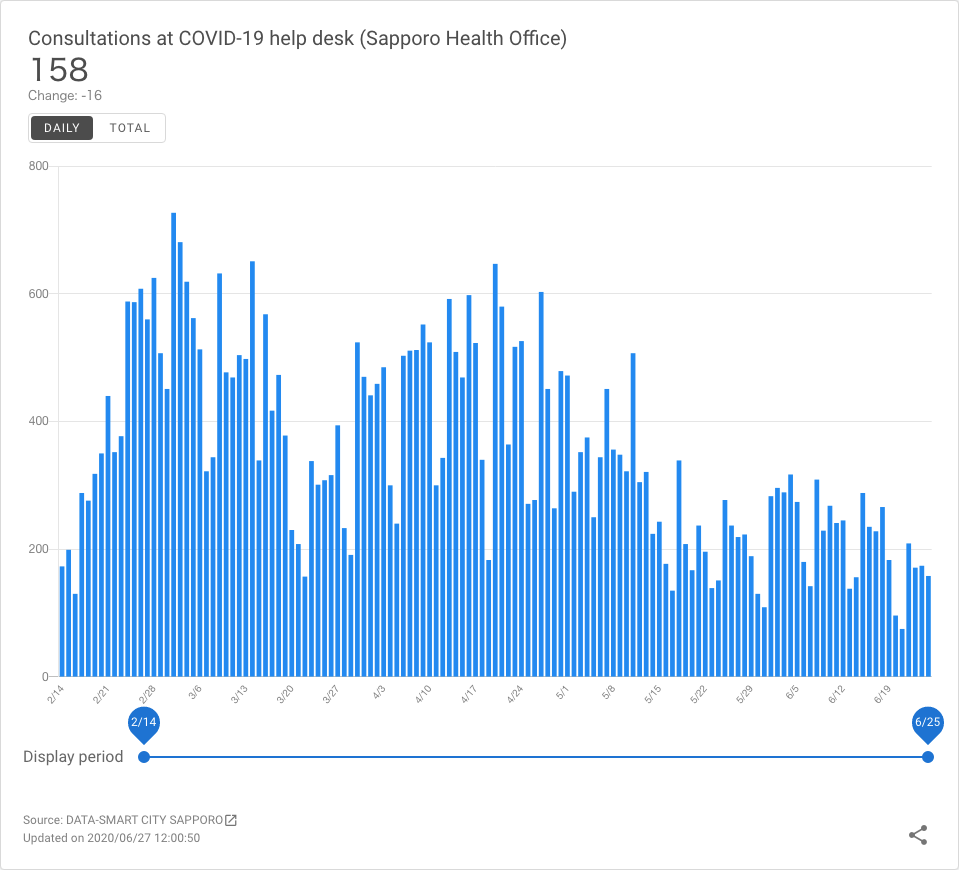 Consultations at COVID-19 help desk (Sapporo Health Office)
158
Change: -16
DAILY TOTAL
800
600
400
200
0
2/14 2/21 2/28 3/6 3/13 3/20 3/27 4/3 4/10 4/17 4/24 5/1 5/8 5/15 5/22 5/29 6/5 6/12 6/19
2/14 6/25
Display period
Source: DATA-SMART CITY SAPPORO
Updated on 2020/06/27 12:00:50